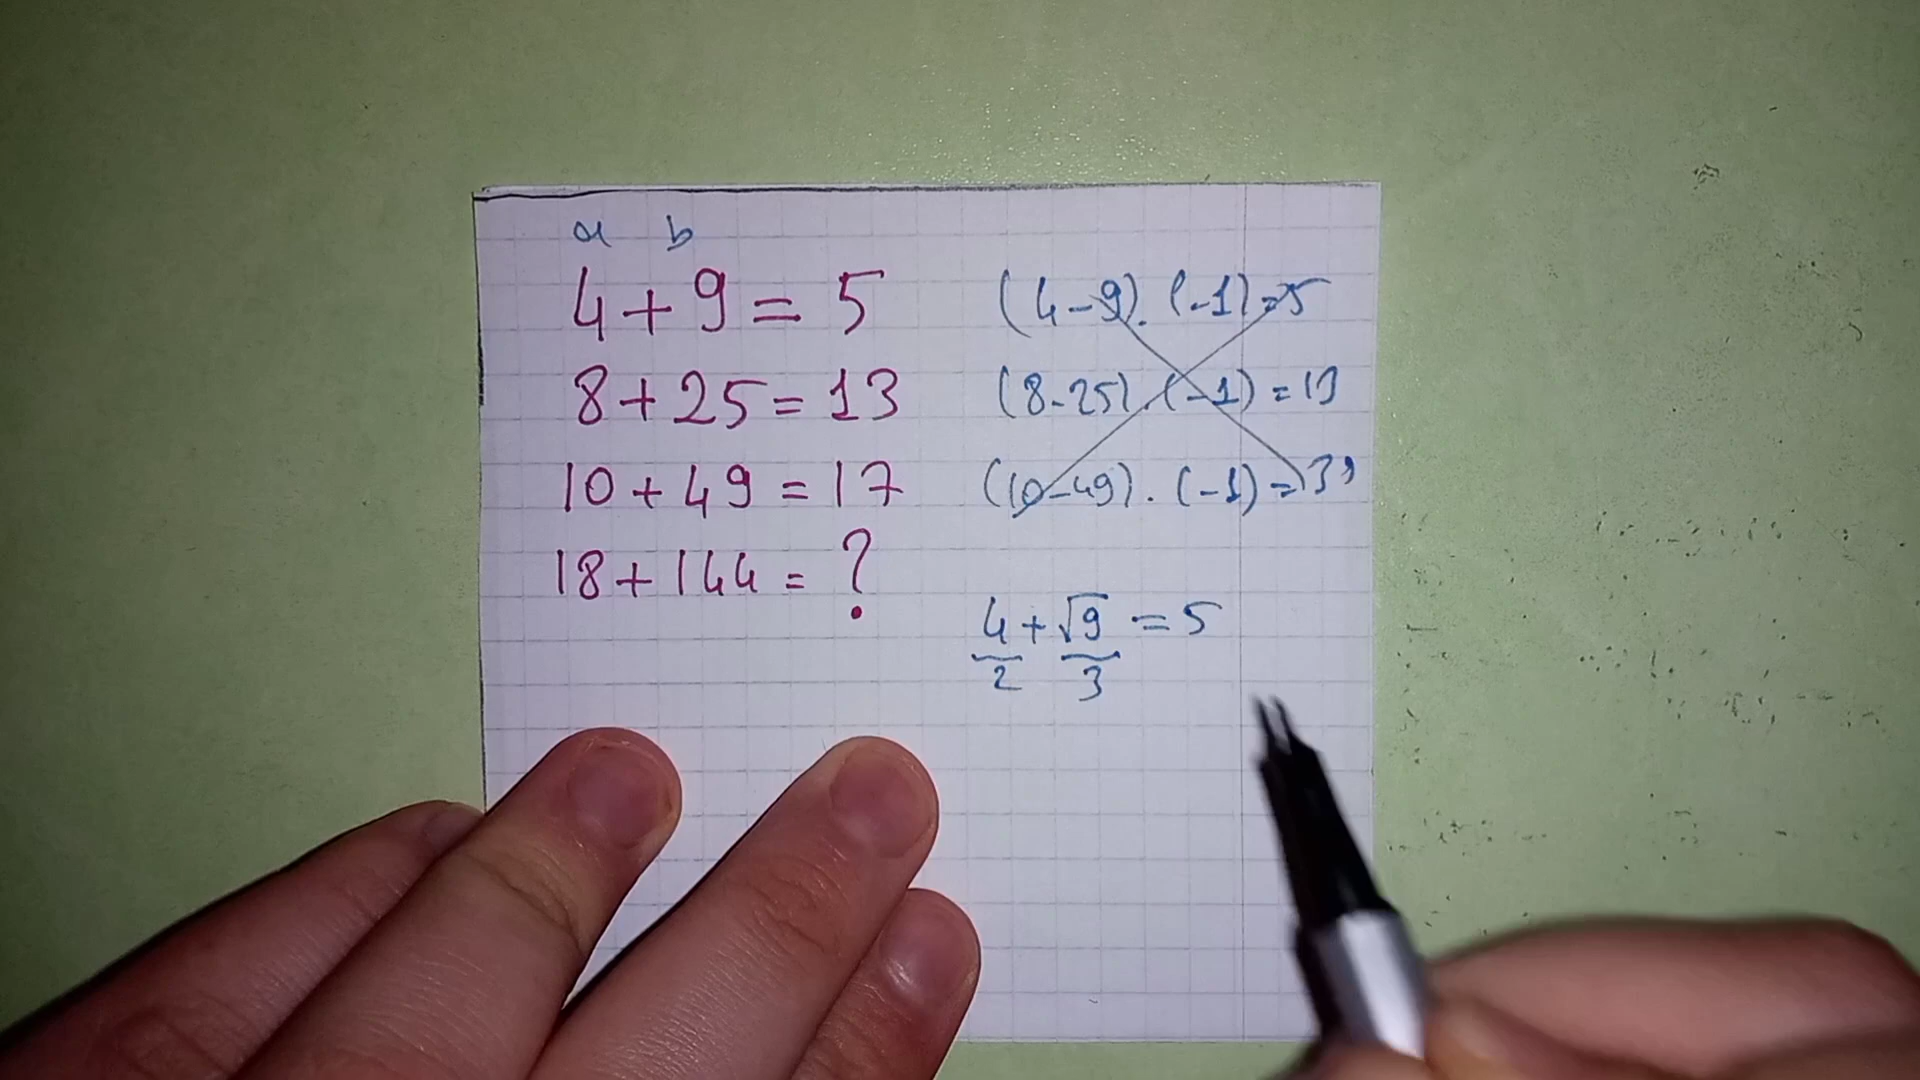 a b
4 + 9 = 5
8 + 25 = 13
10 + 49 = 17
18 + 144 = ?
(4 - 9) . (-1) = 5
(8 - 25) . (-1) = 13
(10 - 49) . (-1) = 39
4 + √9 = 5
2 3